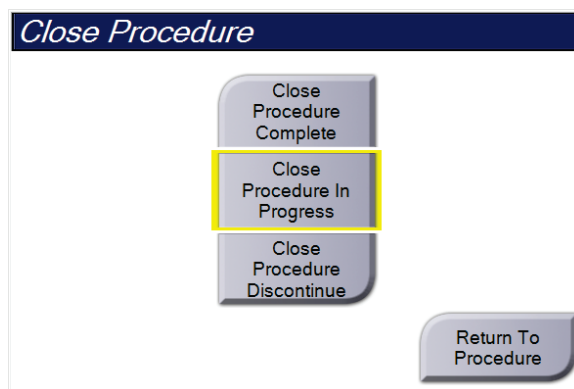 Close Procedure
Close
Procedure
Complete
Close
Procedure In
Progress
Close
Procedure
Discontinue
Return To
Procedure